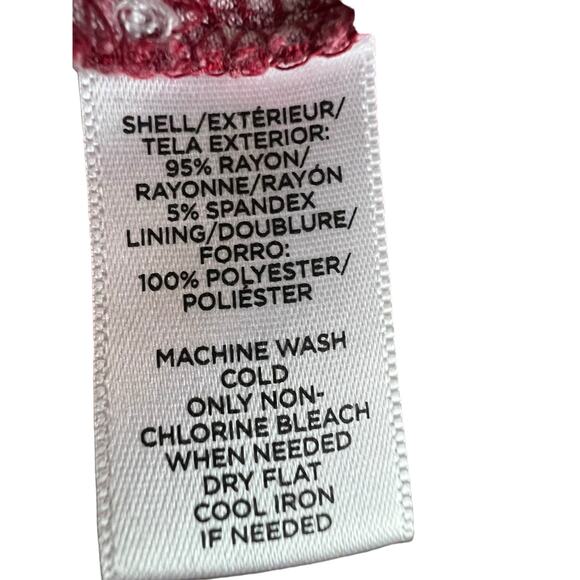 SHELL/EXTÉRIEUR/
TELA EXTERIOR:
95% RAYON/
RAYONNE/RAYÓN
5% SPANDEX
LINING/DOUBLURE/
FORRO:
100% POLYESTER/
POLIÉSTER
MACHINE WASH
COLD
ONLY NON-
CHLORINE BLEACH
WHEN NEEDED
DRY FLAT
COOL IRON
IF NEEDED